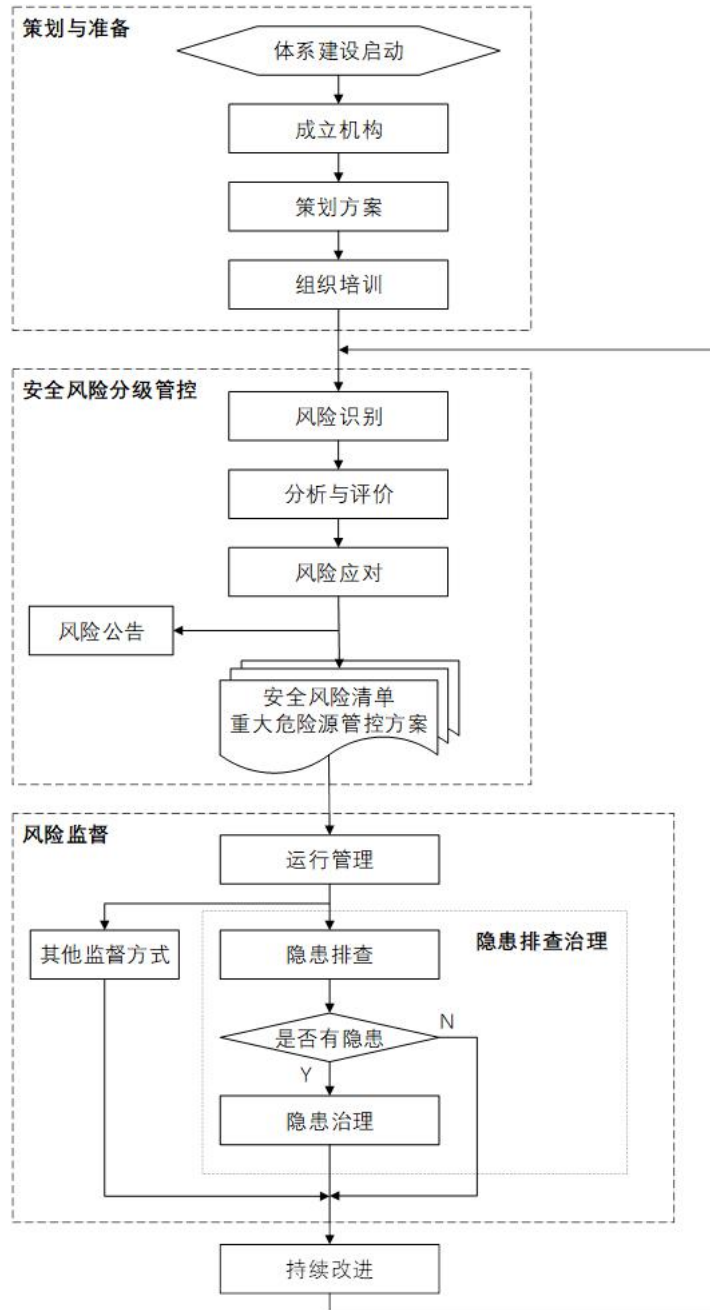 策划与准备
体系建设启动
成立机构
策划方案
组织培训
安全风险分级管控
风险识别
分析与评价
风险应对
风险公告
安全风险清单
重大危险源管控方案
风险监督
运行管理
其他监督方式
隐患排查
隐患排查治理
是否有隐患
N
Y
隐患治理
持续改进